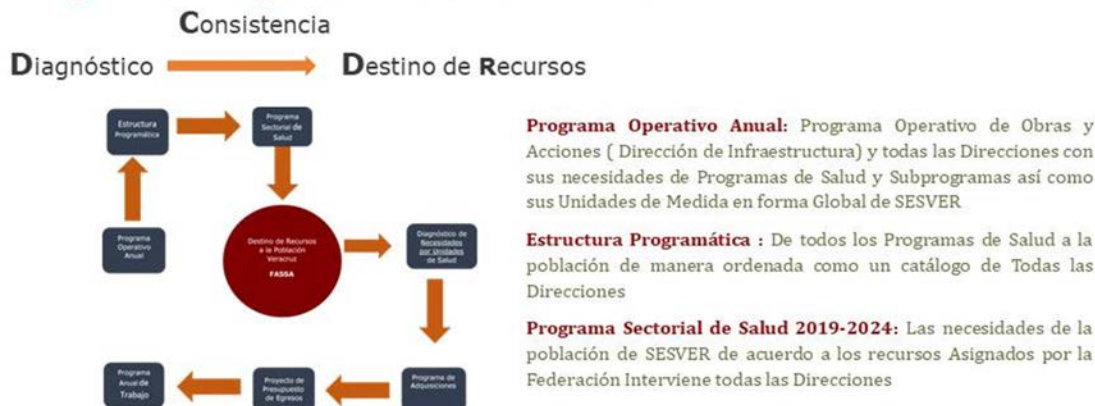 Consistencia
Diagnóstico
Destino de Recursos
Estructura
Programática
Programa
Sectorial de
Salud
Programa
Operativo
Anual
Destino de Recursos
a la Población
Veracruz
FASSA
Diagnóstico de
Necesidades
por Unidades
de Salud
Programa
Anual de
Trabajo
Proyecto de
Presupuesto
de Egresos
Programa de
Adquisiciones
Programa Operativo Anual: Programa Operativo de Obras y
Acciones ( Dirección de Infraestructura) y todas las Direcciones con
sus necesidades de Programas de Salud y Subprogramas así como
sus Unidades de Medida en forma Global de SESVER
Estructura Programática : De todos los Programas de Salud a la
población de manera ordenada como un catálogo de Todas las
Direcciones
Programa Sectorial de Salud 2019-2024: Las necesidades de la
población de SESVER de acuerdo a los recursos Asignados por la
Federación Interviene todas las Direcciones